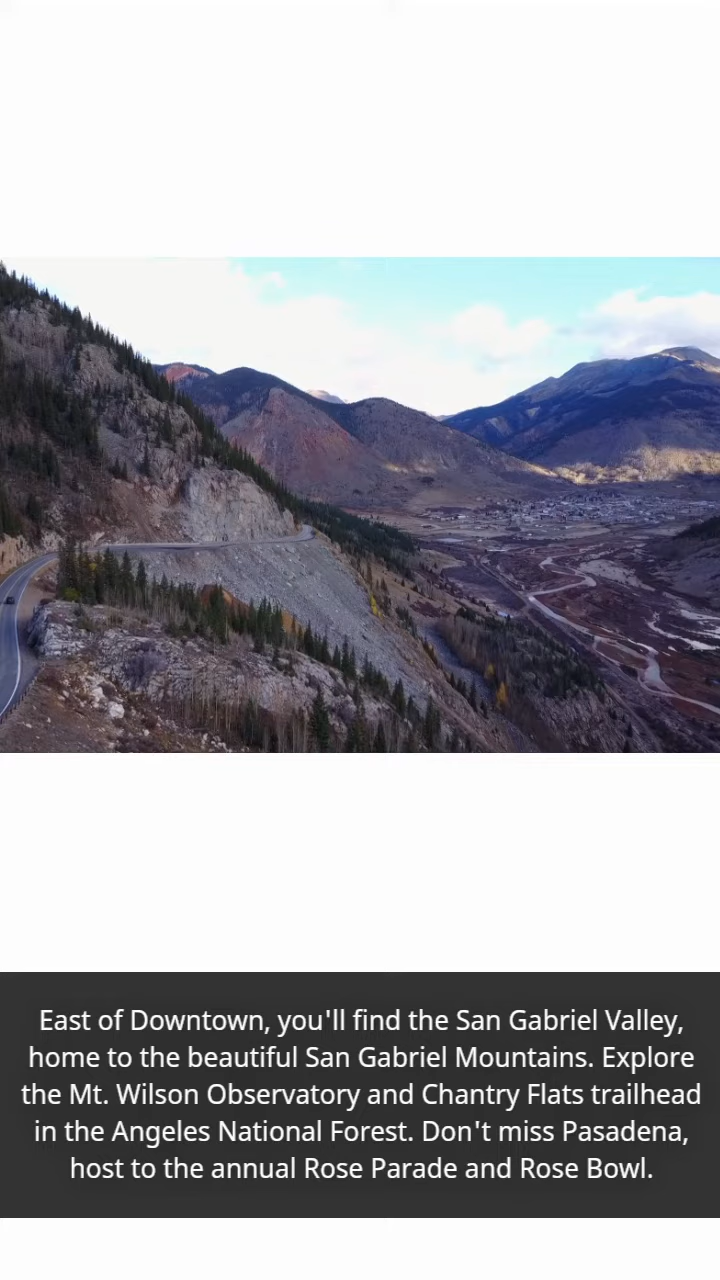 East of Downtown, you'll find the San Gabriel Valley,
home to the beautiful San Gabriel Mountains. Explore
the Mt. Wilson Observatory and Chantry Flats trailhead
in the Angeles National Forest. Don't miss Pasadena,
host to the annual Rose Parade and Rose Bowl.